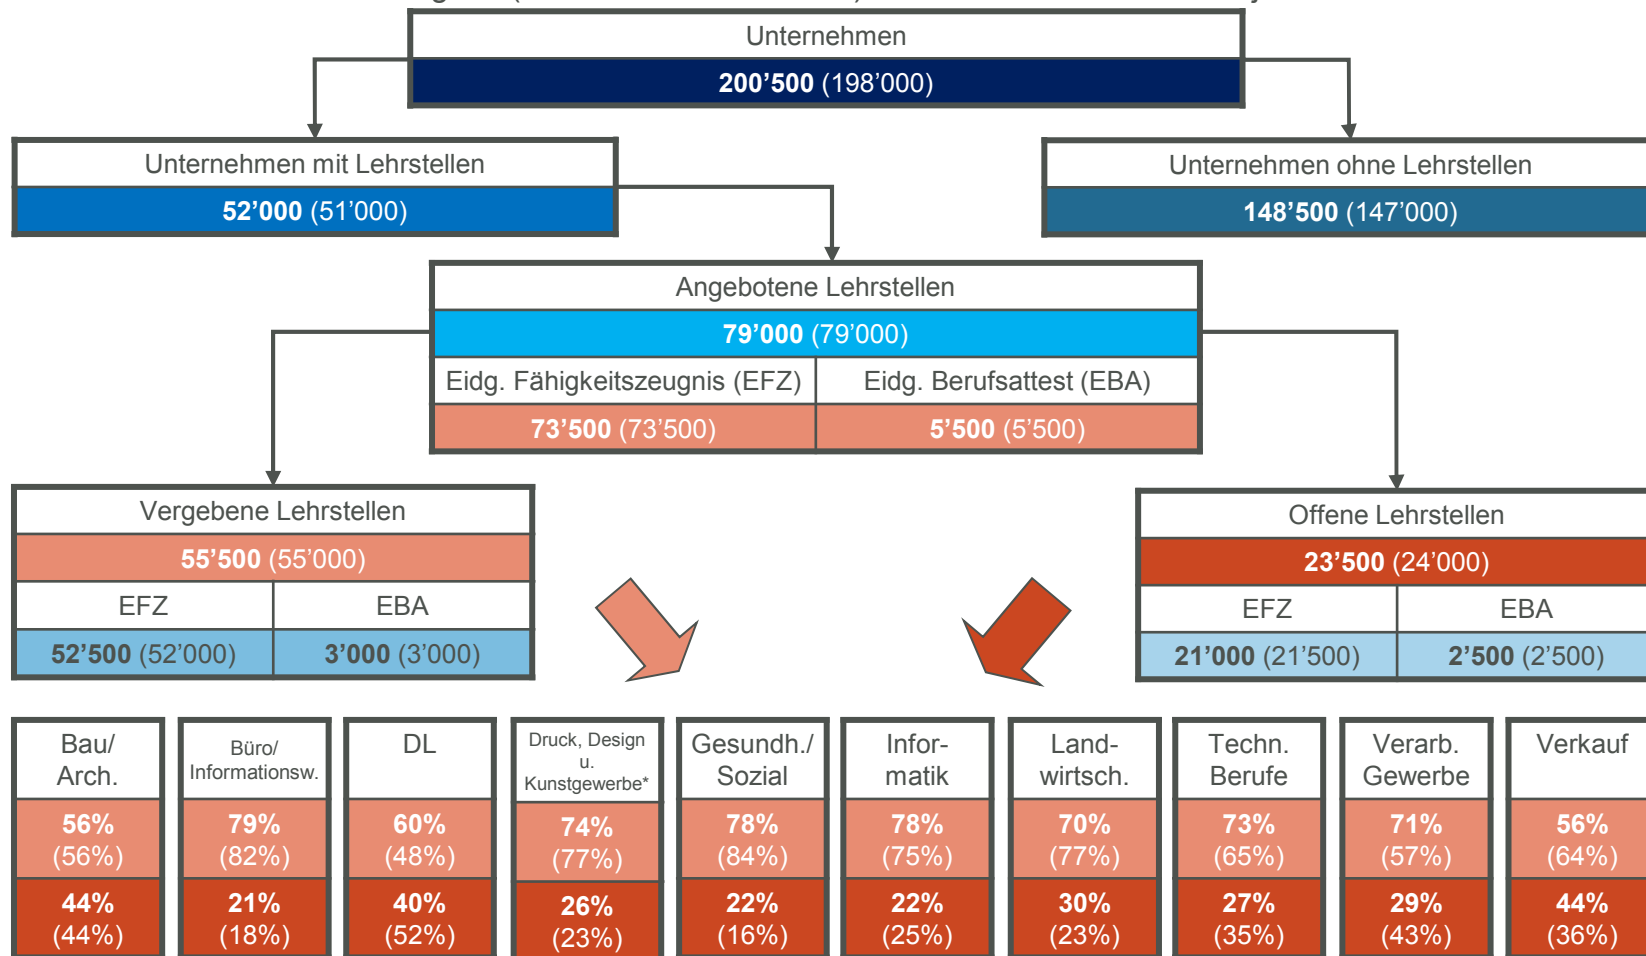 Unternehmen
200’500 (198’000)
Unternehmen mit Lehrstellen
52’000 (51’000)
Unternehmen ohne Lehrstellen
148’500 (147’000)
Angebotene Lehrstellen
79’000 (79’000)
Eidg. Fähigkeitszeugnis (EFZ)
Eidg. Berufsattest (EBA)
73’500 (73’500)
5’500 (5’500)
Vergebene Lehrstellen
55’500 (55’000)
EFZ
EBA
52’500 (52’000)
3’000 (3’000)
Offene Lehrstellen
23’500 (24’000)
EFZ
EBA
21’000 (21’500)
2’500 (2’500)
Bau/
Arch.
56%
(56%)
44%
(44%)
Büro/
Informationsw.
79%
(82%)
21%
(18%)
DL
60%
(48%)
40%
(52%)
Druck, Design
u.
Kunstgewerbe*
74%
(77%)
26%
(23%)
Gesundh./
Sozial
78%
(84%)
22%
(16%)
Infor-
matik
78%
(75%)
22%
(25%)
Land-
wirtsch.
70%
(77%)
30%
(23%)
Techn.
Berufe
73%
(65%)
27%
(35%)
Verarb.
Gewerbe
71%
(57%)
29%
(43%)
Verkauf
56%
(64%)
44%
(36%)